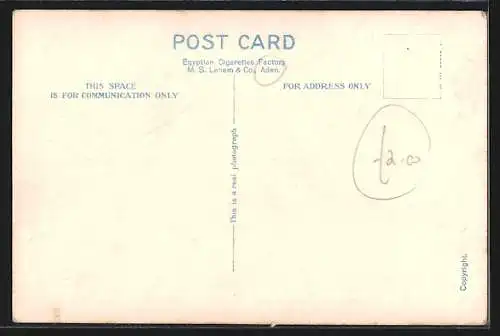 POST CARD
Egyptian Cigarettes Factors
M. S. Lehem & Co., Aden.
THIS SPACE
IS FOR COMMUNICATION ONLY
FOR ADDRESS ONLY
This is a real photograph
Copyright.